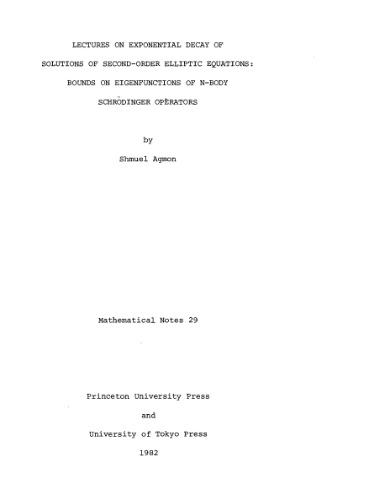 LECTURES ON EXPONENTIAL DECAY OF
SOLUTIONS OF SECOND-ORDER ELLIPTIC EQUATIONS:
BOUNDS ON EIGENFUNCTIONS OF N-BODY
SCHRÖDINGER OPERATORS
by
Shmuel Agmon
Mathematical Notes 29
Princeton University Press
and
University of Tokyo Press
1982